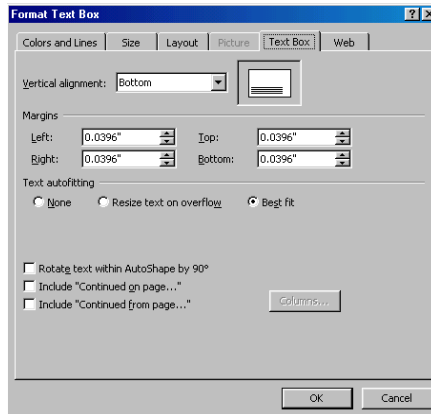 Format Text Box
Colors and Lines Size Layout Picture Text Box Web
Vertical alignment: Bottom
Margins
Left: 0.0396" Top: 0.0396"
Right: 0.0396" Bottom: 0.0396"
Text autofitting
None Resize text on overflow Best fit
Rotate text within AutoShape by 90°
Include "Continued on page..."
Include "Continued from page..." Columns...
OK Cancel